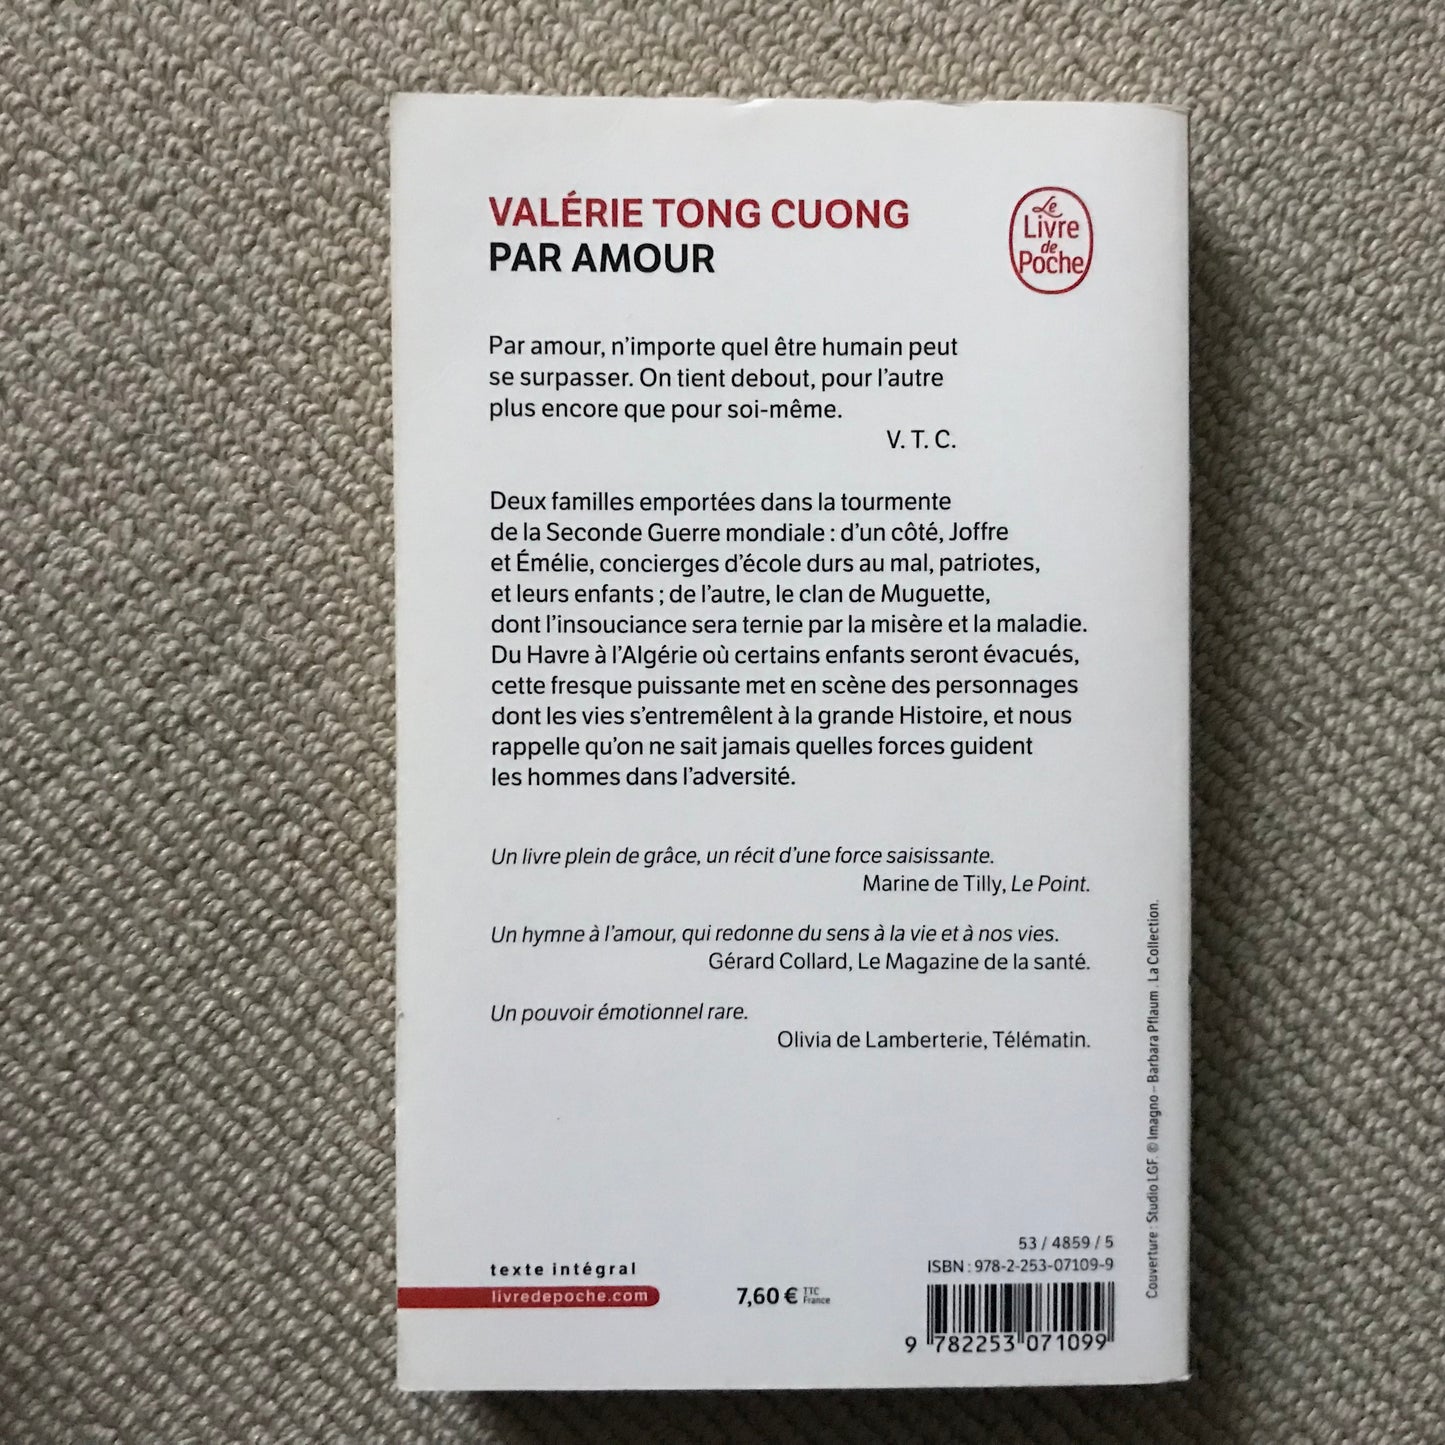 VALÉRIE TONG CUONG
PAR AMOUR
Le
Livre
de
Poche
Par amour, n'importe quel être humain peut
se surpasser. On tient debout, pour l'autre
plus encore que pour soi-même.
V. T. C.
Deux familles emportées dans la tourmente
de la Seconde Guerre mondiale : d'un côté, Joffre
et Émélie, concierges d'école durs au mal, patriotes,
et leurs enfants ; de l'autre, le clan de Muguette,
dont l'insouciance sera ternie par la misère et la maladie.
Du Havre à l'Algérie où certains enfants seront évacués,
cette fresque puissante met en scène des personnages
dont les vies s'entremêlent à la grande Histoire, et nous
rappelle qu'on ne sait jamais quelles forces guident
les hommes dans l'adversité.
Un livre plein de grâce, un récit d'une force saisissante.
Marine de Tilly, Le Point.
Un hymne à l'amour, qui redonne du sens à la vie et à nos vies.
Gérard Collard, Le Magazine de la santé.
Un pouvoir émotionnel rare.
Olivia de Lamberterie, Télématin.
Couverture : Studio LGF. © Imagno – Barbara Pflaum . La Collection.
texte intégral
livredepoche.com
7,60 € TTC
France
53 / 4859 / 5
ISBN : 978-2-253-07109-9
9 782253 071099